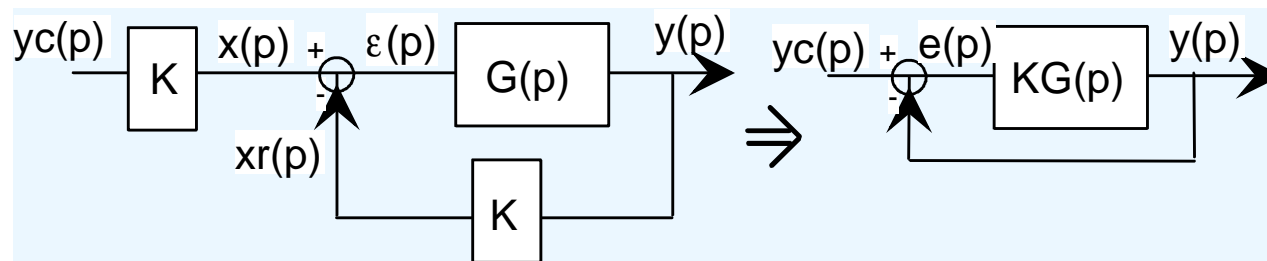 yc(p) K x(p) + ε(p) G(p) y(p)
- xr(p) K
⇒
yc(p) + e(p) KG(p) y(p)
-